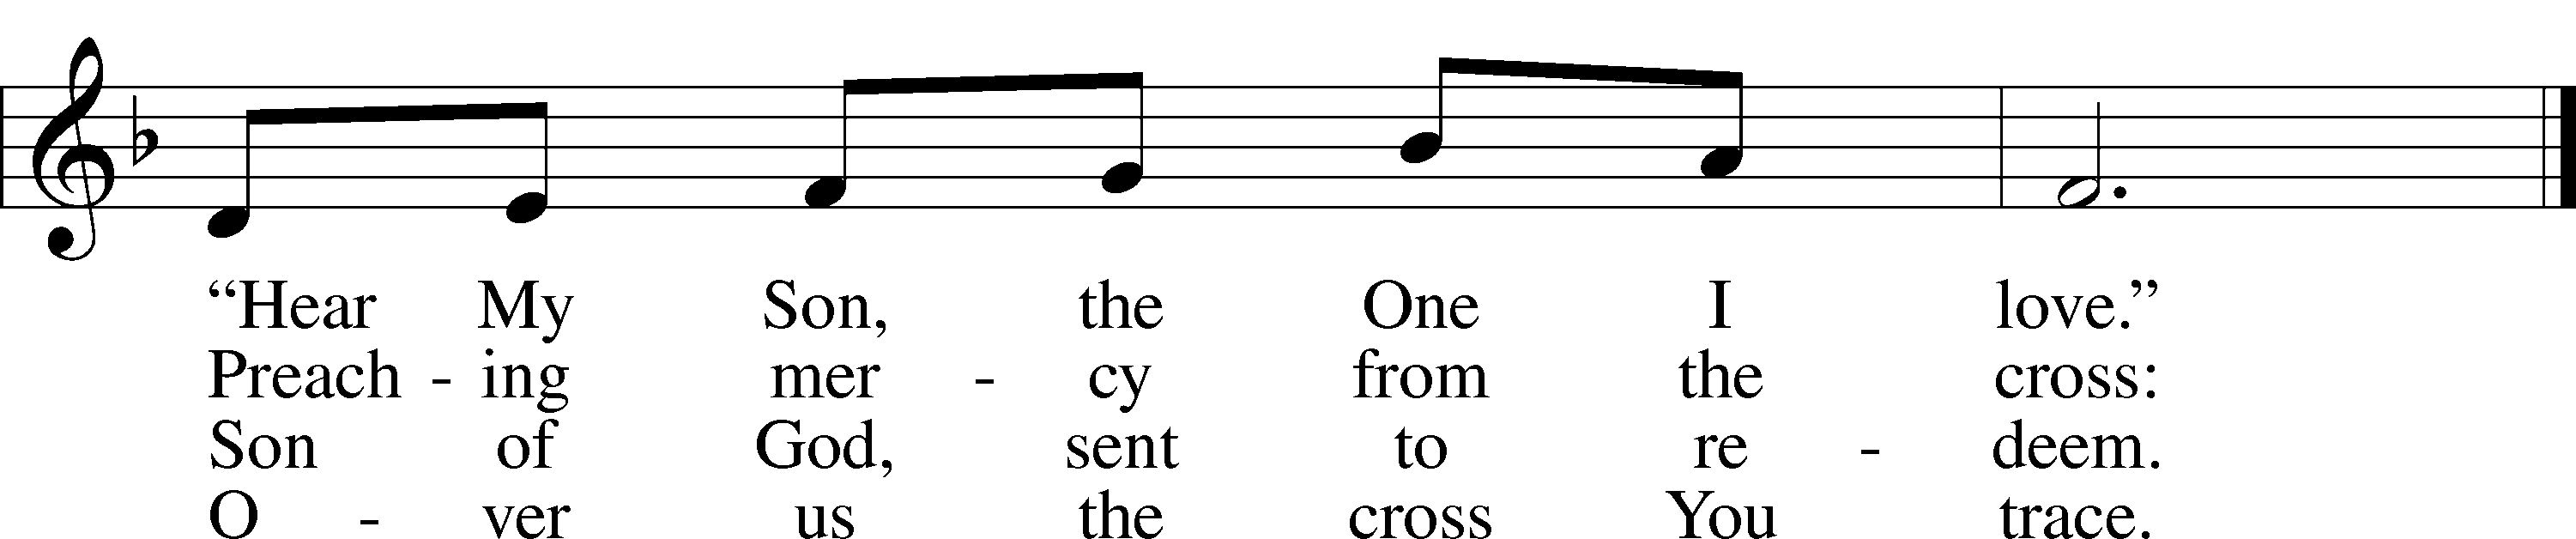 “Hear My Son, the One I love.”
Preach - ing mer - cy from the cross:
Son of God, sent to re - deem.
O - ver us the cross You trace.